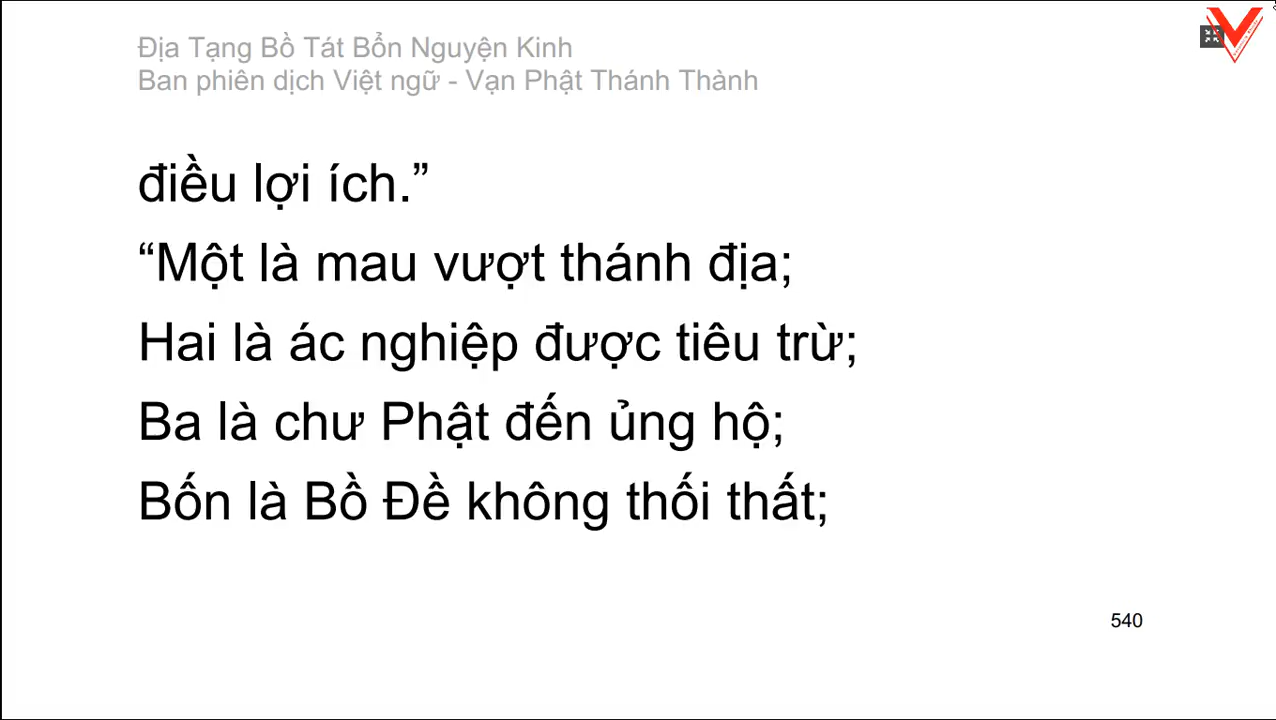 Địa Tạng Bồ Tát Bổn Nguyện Kinh
Ban phiên dịch Việt ngữ - Vạn Phật Thánh Thành
điều lợi ích.”
“Một là mau vượt thánh địa;
Hai là ác nghiệp được tiêu trừ;
Ba là chư Phật đến ủng hộ;
Bốn là Bồ Đề không thối thất;
540